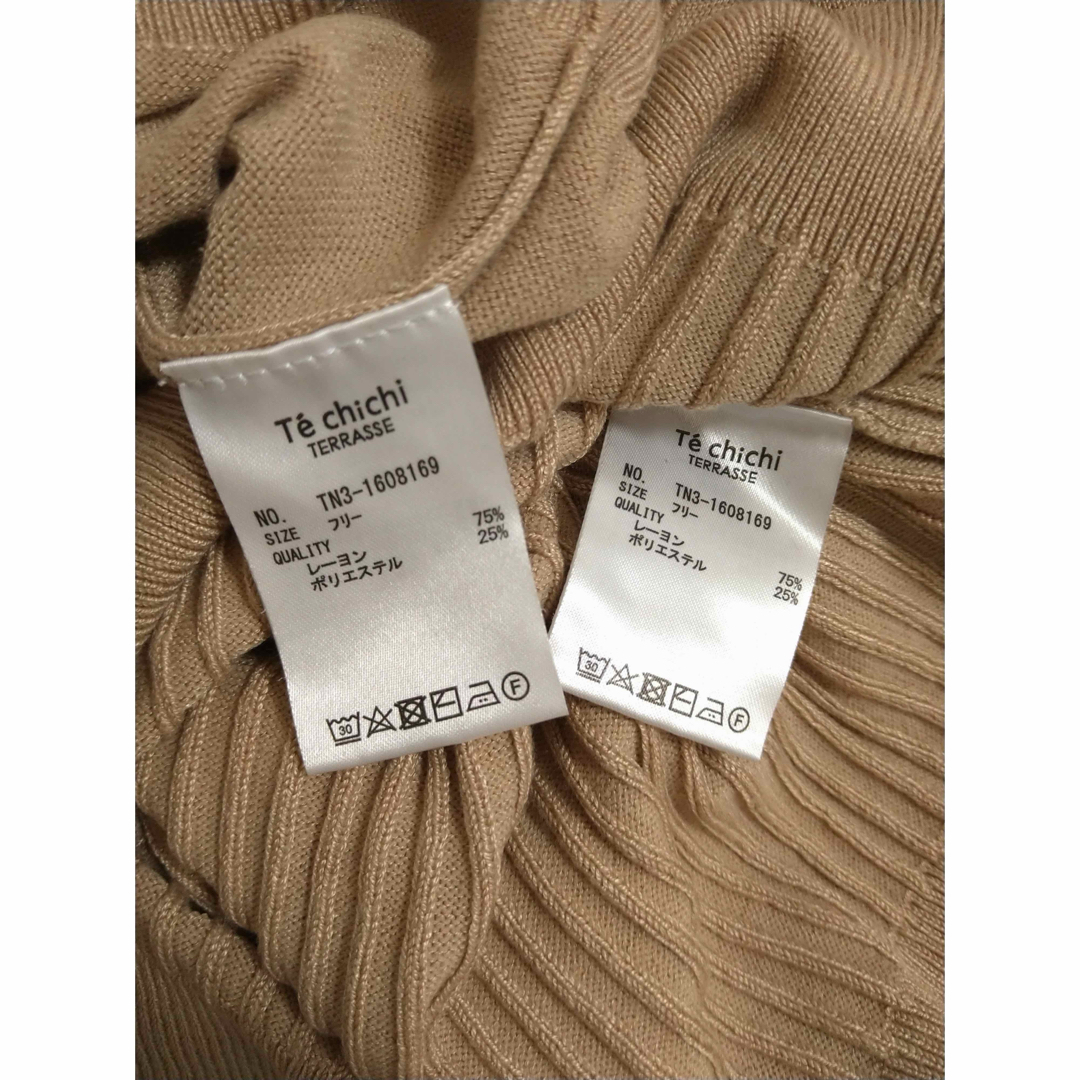 Té chichi
TERRASSE
NO. TN3-1608169
SIZE フリー
QUALITY
レーヨン 75%
ポリエステル 25%
30
F
Té chichi
TERRASSE
NO. TN3-1608169
SIZE フリー
QUALITY
レーヨン 75%
ポリエステル 25%
30
F